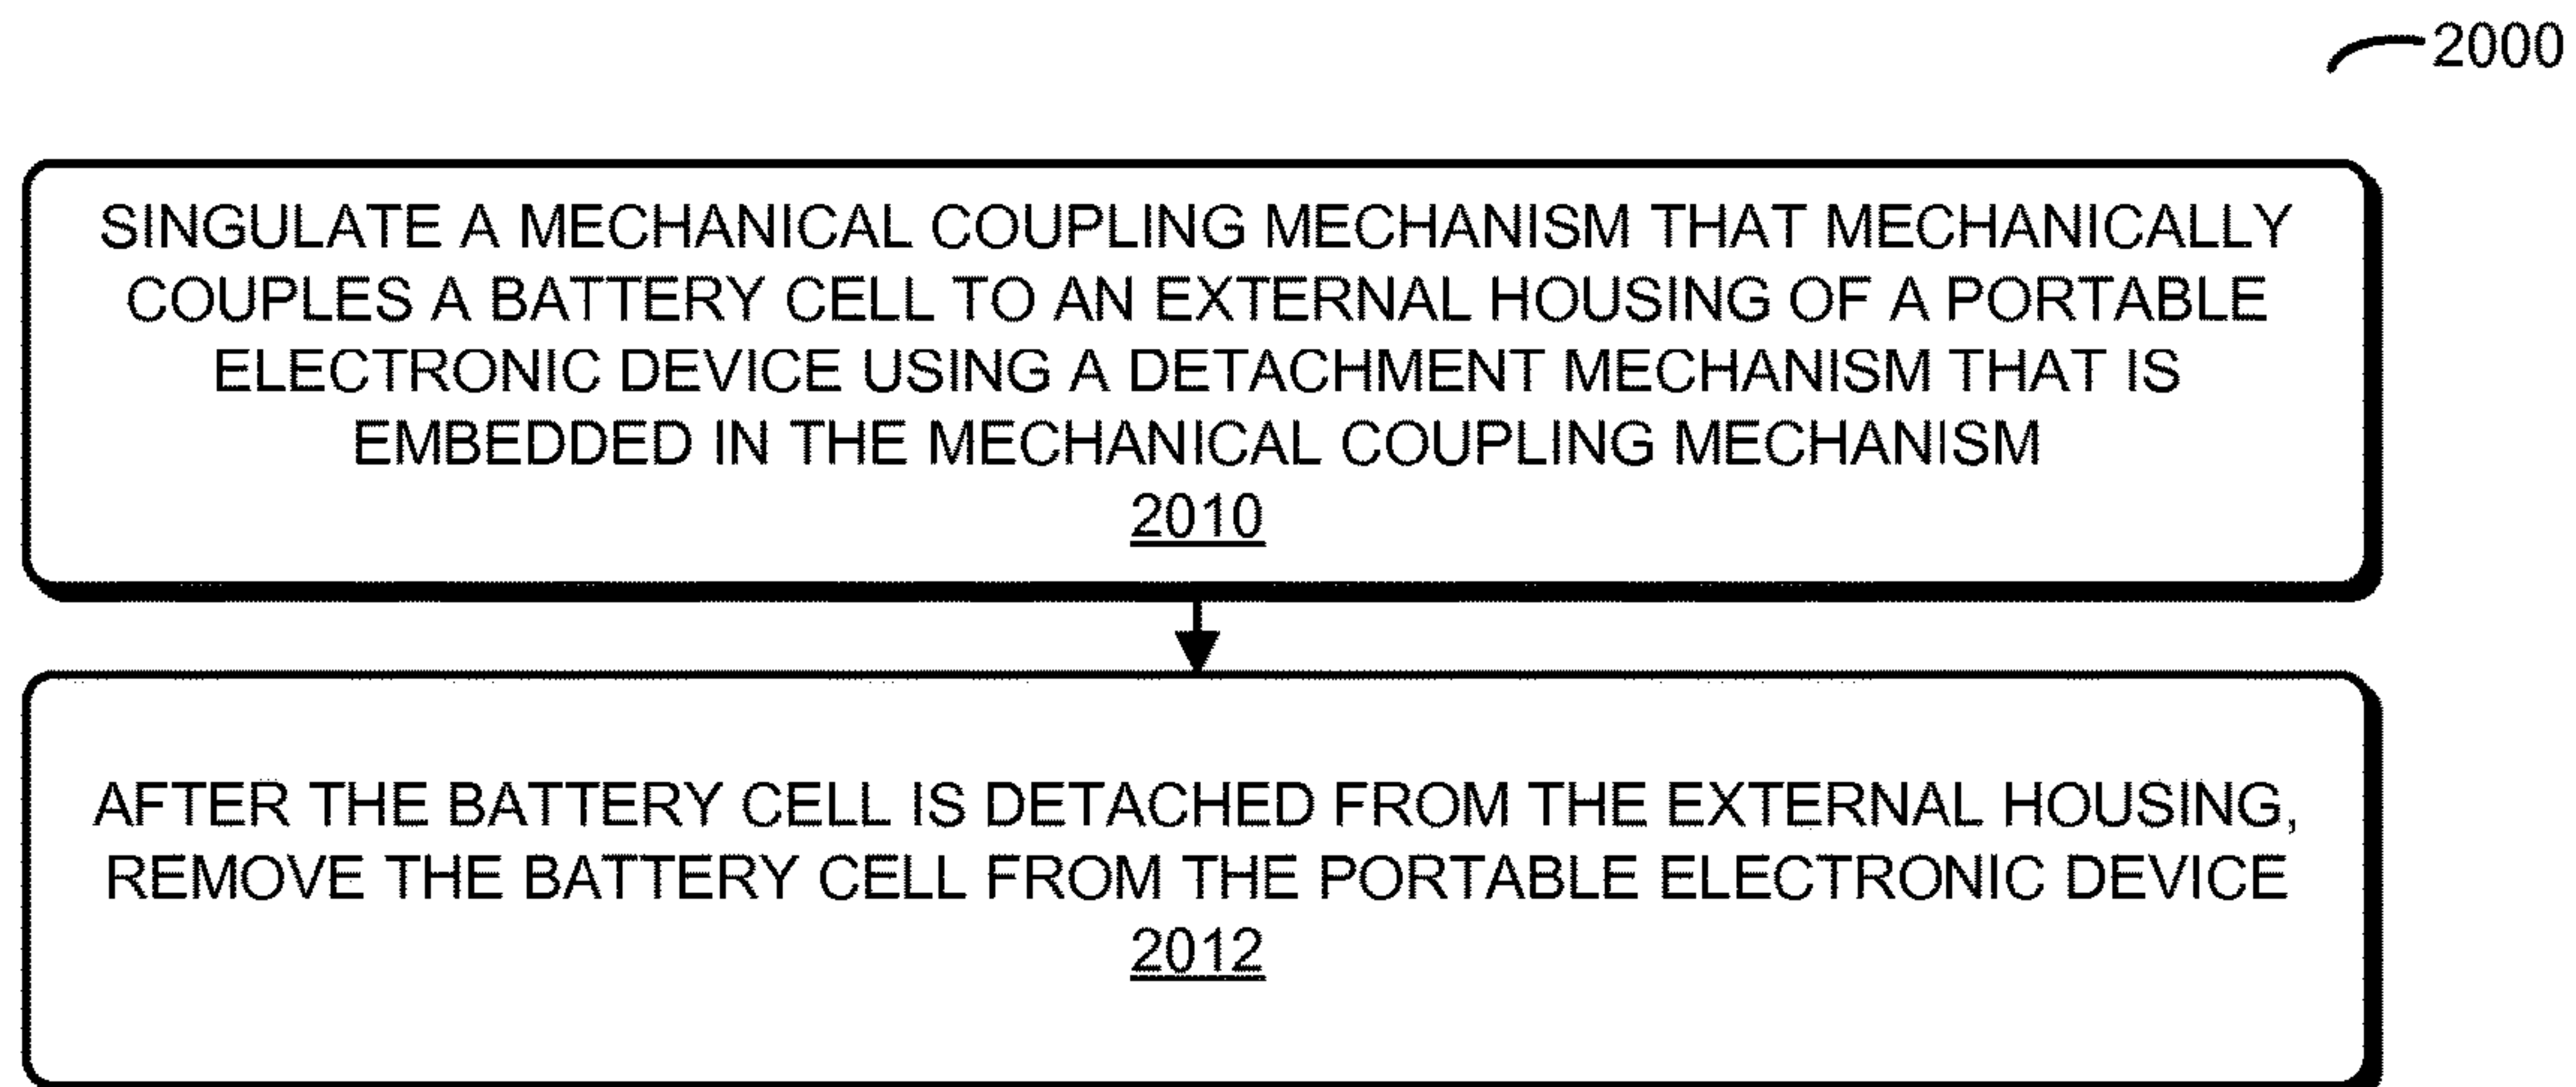 2000
SINGULATE A MECHANICAL COUPLING MECHANISM THAT MECHANICALLY
COUPLES A BATTERY CELL TO AN EXTERNAL HOUSING OF A PORTABLE
ELECTRONIC DEVICE USING A DETACHMENT MECHANISM THAT IS
EMBEDDED IN THE MECHANICAL COUPLING MECHANISM
2010
AFTER THE BATTERY CELL IS DETACHED FROM THE EXTERNAL HOUSING,
REMOVE THE BATTERY CELL FROM THE PORTABLE ELECTRONIC DEVICE
2012